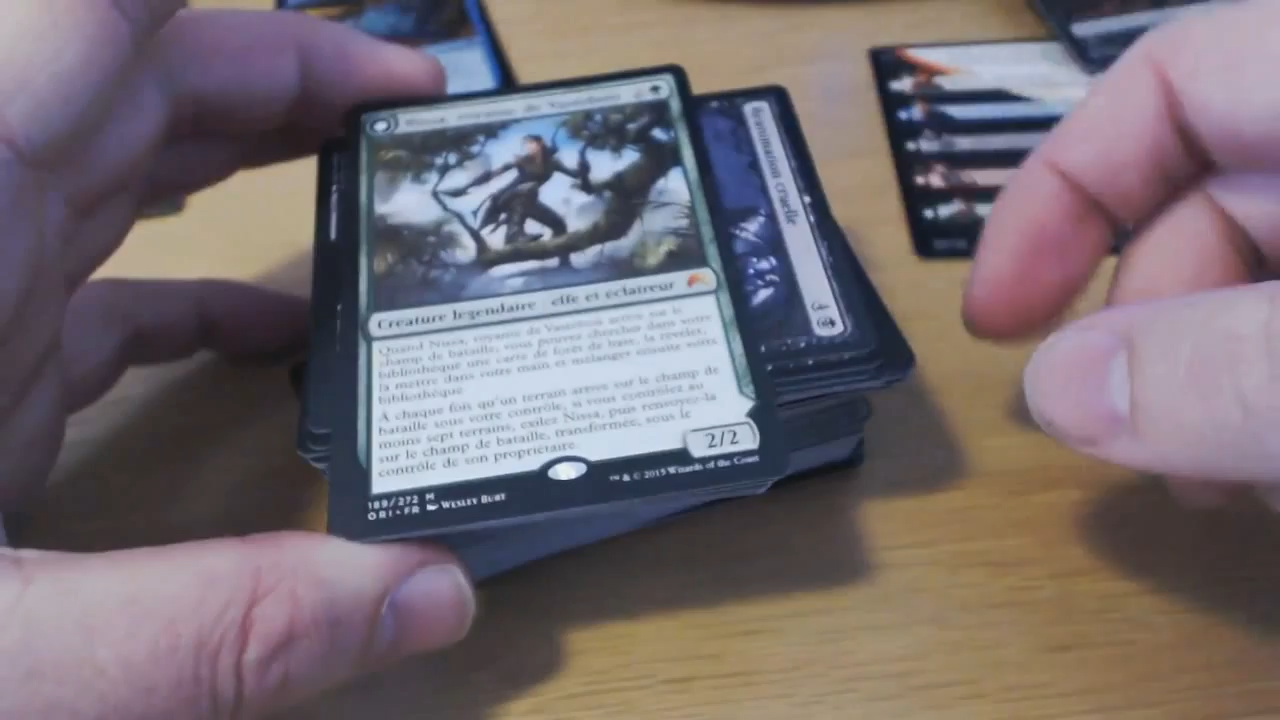 Nissa, voyante de Vastebois
Créature légendaire : elfe et éclaireur
Quand Nissa, voyante de Vastebois arrive sur le
champ de bataille, vous pouvez chercher dans votre
bibliothèque une carte de forêt de base, la révéler,
la mettre dans votre main et mélanger ensuite votre
bibliothèque.
À chaque fois qu'un terrain arrive sur le champ de
bataille sous votre contrôle, si vous contrôlez au
moins sept terrains, exilez Nissa, puis renvoyez-la
sur le champ de bataille, transformée, sous le
contrôle de son propriétaire.
2/2
189/272 M
ORI • FR WESLEY BURT
™ & © 2015 Wizards of the Coast
Réanimation cruelle